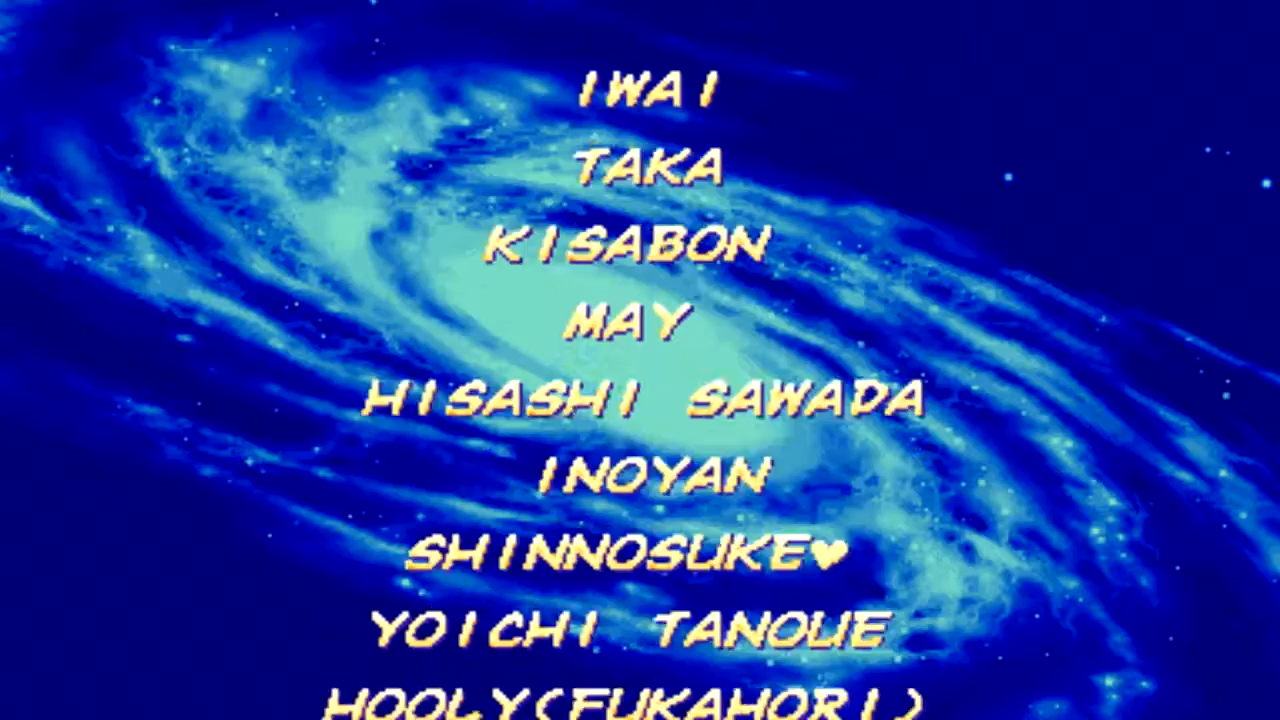 IWAI
TAKA
KISABON
MAY
HISASHI SAWADA
INOYAN
SHINNOSUKE♥
YOICHI TANOUE
HOOLY(FUKAHORI)